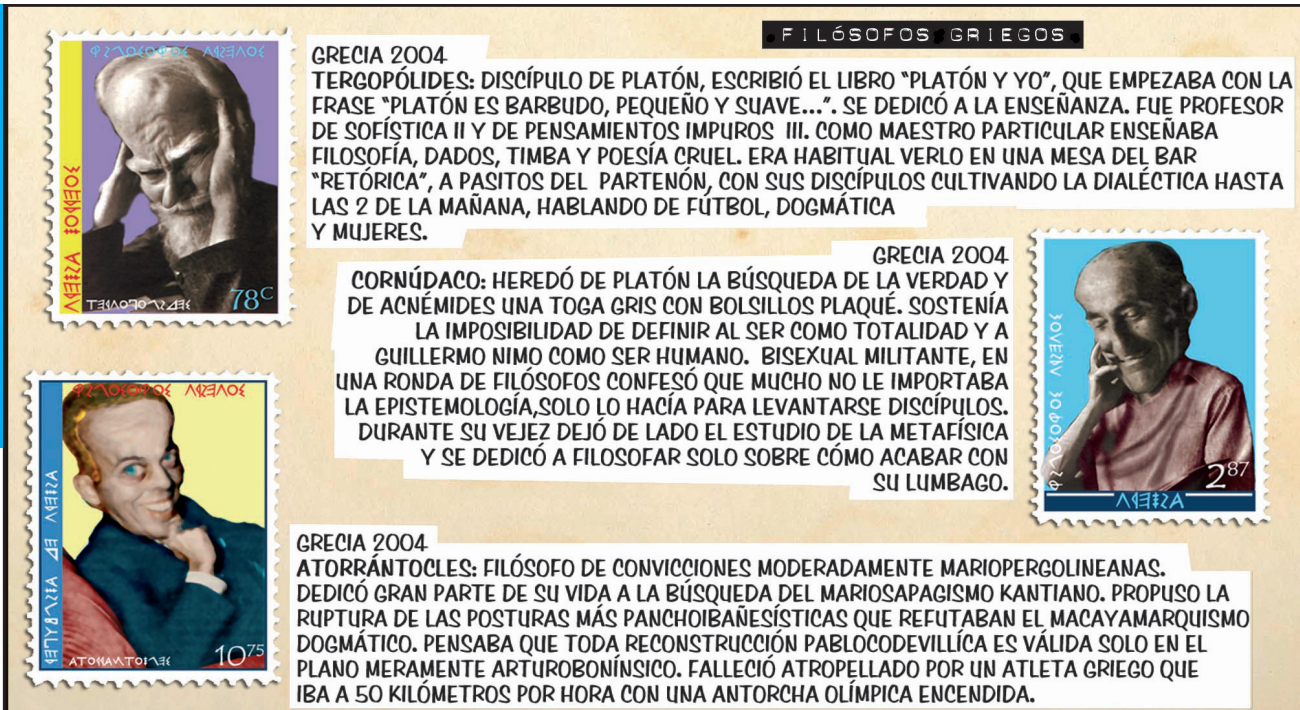 FILÓSOFOS GRIEGOS
GRECIA 2004
TERGOPÓLIDES: DISCÍPULO DE PLATÓN, ESCRIBIÓ EL LIBRO "PLATÓN Y YO", QUE EMPEZABA CON LA
FRASE "PLATÓN ES BARBUDO, PEQUEÑO Y SUAVE...". SE DEDICÓ A LA ENSEÑANZA. FUE PROFESOR
DE SOFÍSTICA II Y DE PENSAMIENTOS IMPUROS III. COMO MAESTRO PARTICULAR ENSEÑABA
FILOSOFÍA, DADOS, TIMBA Y POESÍA CRUEL. ERA HABITUAL VERLO EN UNA MESA DEL BAR
"RETÓRICA", A PASITOS DEL PARTENÓN, CON SUS DISCÍPULOS CULTIVANDO LA DIALÉCTICA HASTA
LAS 2 DE LA MAÑANA, HABLANDO DE FÚTBOL, DOGMÁTICA
Y MUJERES.
78C
GRECIA 2004
CORNÚDACO: HEREDÓ DE PLATÓN LA BÚSQUEDA DE LA VERDAD Y
DE ACNÉMIDES UNA TOGA GRIS CON BOLSILLOS PLAQUÉ. SOSTENÍA
LA IMPOSIBILIDAD DE DEFINIR AL SER COMO TOTALIDAD Y A
GUILLERMO NIMO COMO SER HUMANO. BISEXUAL MILITANTE, EN
UNA RONDA DE FILÓSOFOS CONFESÓ QUE MUCHO NO LE IMPORTABA
LA EPISTEMOLOGÍA,SOLO LO HACÍA PARA LEVANTARSE DISCÍPULOS.
DURANTE SU VEJEZ DEJÓ DE LADO EL ESTUDIO DE LA METAFÍSICA
Y SE DEDICÓ A FILOSOFAR SOLO SOBRE CÓMO ACABAR CON
SU LUMBAGO.
2 87
GRECIA 2004
ATORRÁNTOCLES: FILÓSOFO DE CONVICCIONES MODERADAMENTE MARIOPERGOLINEANAS.
DEDICÓ GRAN PARTE DE SU VIDA A LA BÚSQUEDA DEL MARIOSAPAGISMO KANTIANO. PROPUSO LA
RUPTURA DE LAS POSTURAS MÁS PANCHOIBAÑESÍSTICAS QUE REFUTABAN EL MACAYAMARQUISMO
DOGMÁTICO. PENSABA QUE TODA RECONSTRUCCIÓN PABLOCODEVILLÍCA ES VÁLIDA SOLO EN EL
PLANO MERAMENTE ARTUROBONÍNSICO. FALLECIÓ ATROPELLADO POR UN ATLETA GRIEGO QUE
IBA A 50 KILÓMETROS POR HORA CON UNA ANTORCHA OLÍMPICA ENCENDIDA.
10 75